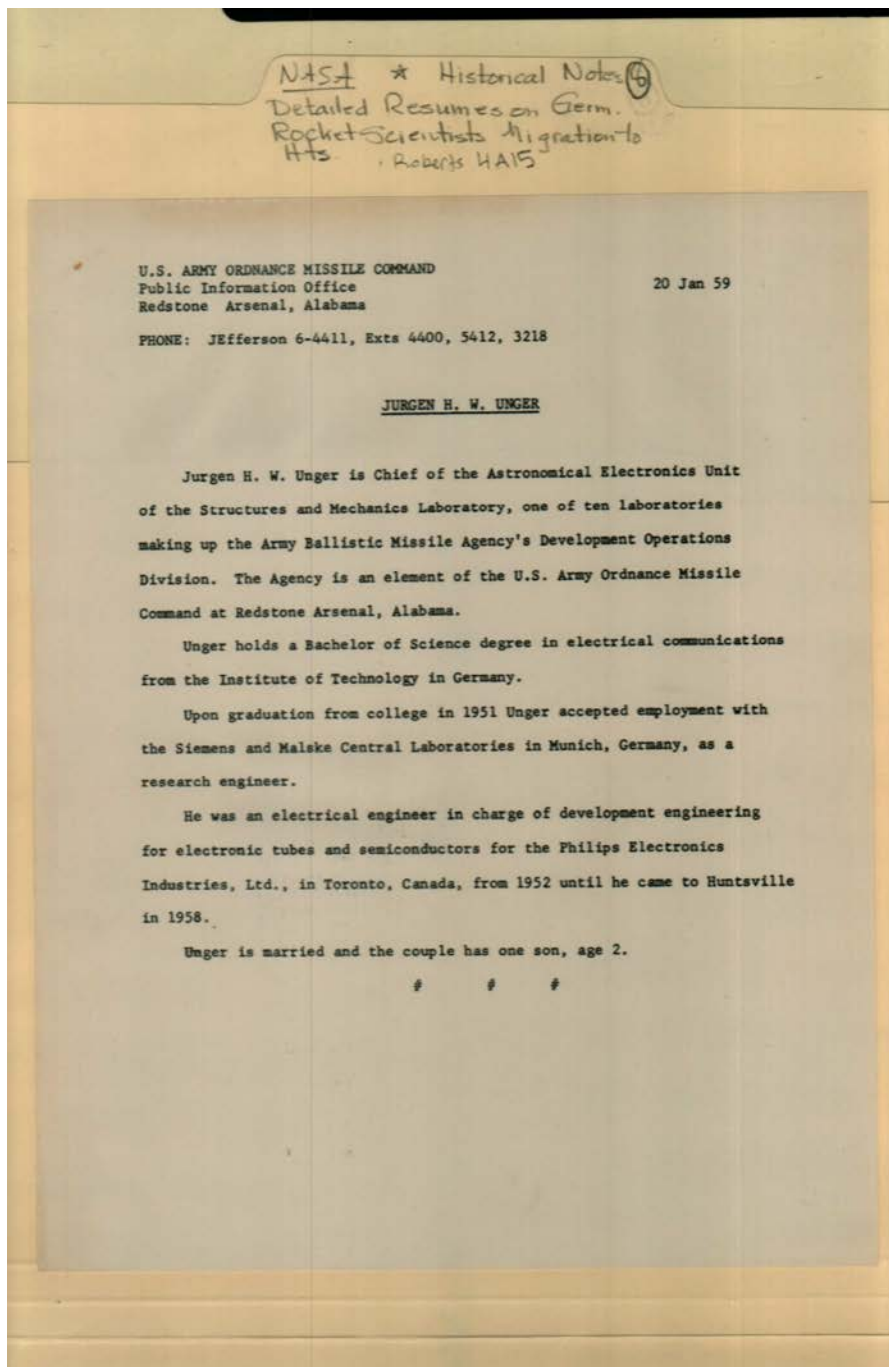 NASA * Historical Notes 6
Detailed Resumes on Germ.
Rocket Scientists Migration to
Hts. Roberts 4A15
U.S. ARMY ORDNANCE MISSILE COMMAND
Public Information Office 20 Jan 59
Redstone Arsenal, Alabama
PHONE: JEfferson 6-4411, Exts 4400, 5412, 3218
JURGEN H. W. UNGER
Jurgen H. W. Unger is Chief of the Astronomical Electronics Unit
of the Structures and Mechanics Laboratory, one of ten laboratories
making up the Army Ballistic Missile Agency's Development Operations
Division. The Agency is an element of the U.S. Army Ordnance Missile
Command at Redstone Arsenal, Alabama.
Unger holds a Bachelor of Science degree in electrical communications
from the Institute of Technology in Germany.
Upon graduation from college in 1951 Unger accepted employment with
the Siemens and Malske Central Laboratories in Munich, Germany, as a
research engineer.
He was an electrical engineer in charge of development engineering
for electronic tubes and semiconductors for the Philips Electronics
Industries, Ltd., in Toronto, Canada, from 1952 until he came to Huntsville
in 1958.
Unger is married and the couple has one son, age 2.
# # #